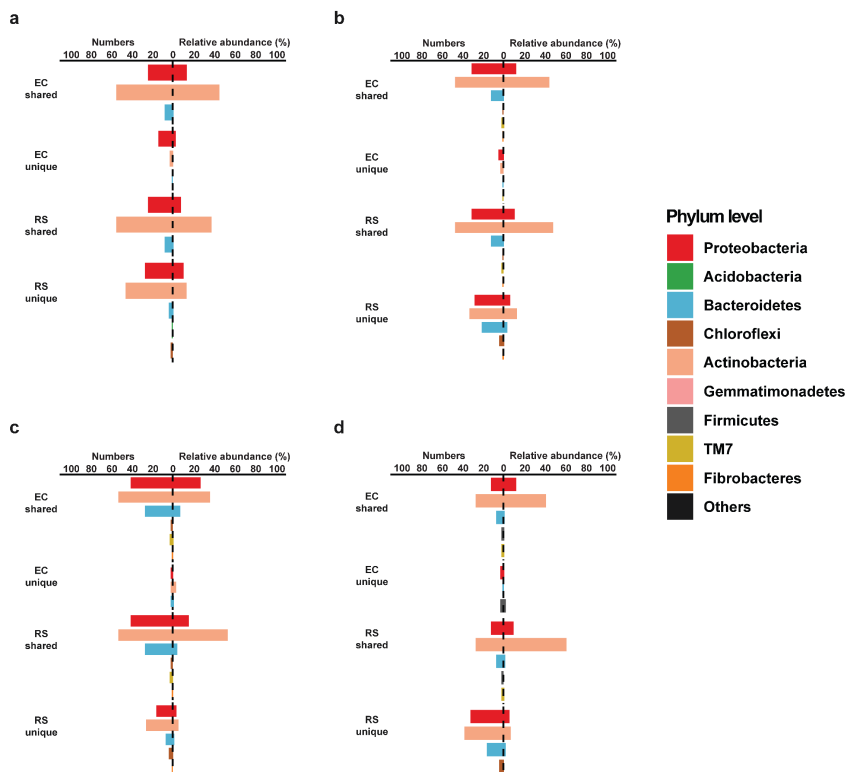 a
Numbers Relative abundance (%)
100 80 60 40 20 0 20 40 60 80 100
EC
shared
EC
unique
RS
shared
RS
unique
b
Numbers Relative abundance (%)
100 80 60 40 20 0 20 40 60 80 100
EC
shared
EC
unique
RS
shared
RS
unique
c
Numbers Relative abundance (%)
100 80 60 40 20 0 20 40 60 80 100
EC
shared
EC
unique
RS
shared
RS
unique
d
Numbers Relative abundance (%)
100 80 60 40 20 0 20 40 60 80 100
EC
shared
EC
unique
RS
shared
RS
unique
Phylum level
Proteobacteria
Acidobacteria
Bacteroidetes
Chloroflexi
Actinobacteria
Gemmatimonadetes
Firmicutes
TM7
Fibrobacteres
Others